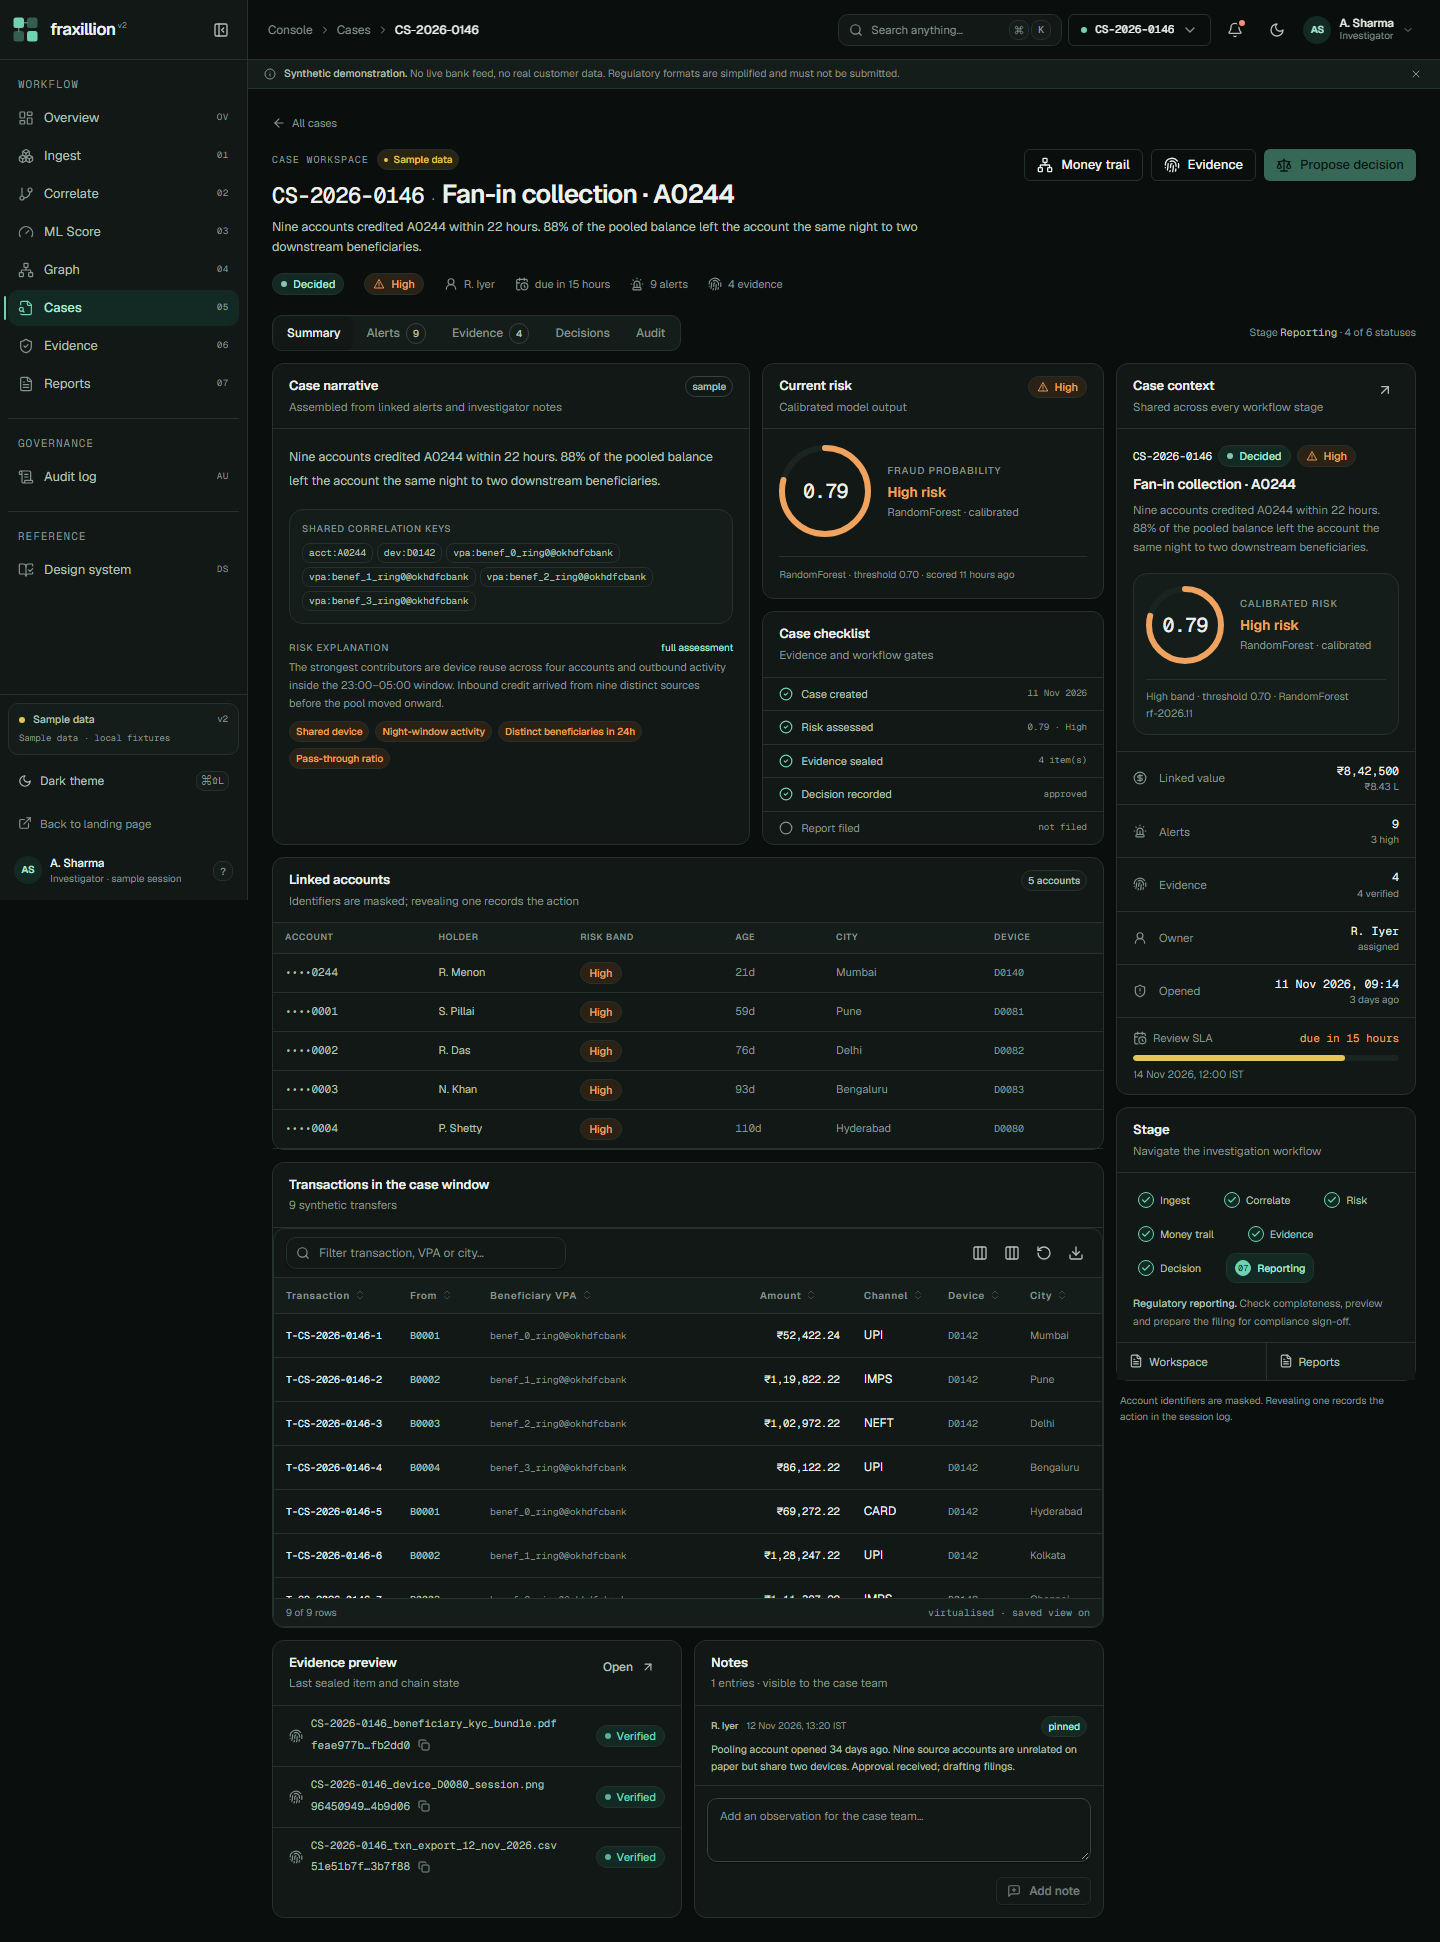 fraxillion v2
WORKFLOW
Overview OV
Ingest 01
Correlate 02
ML Score 03
Graph 04
Cases 05
Evidence 06
Reports 07
GOVERNANCE
Audit log AU
REFERENCE
Design system DS
Sample data v2
Sample data · local fixtures
Dark theme ⌘⇧L
Back to landing page
AS
A. Sharma
Investigator · sample session
?
Console > Cases > CS-2026-0146
Search anything... ⌘ K
CS-2026-0146
AS
A. Sharma
Investigator
Synthetic demonstration. No live bank feed, no real customer data. Regulatory formats are simplified and must not be submitted.
← All cases
CASE WORKSPACE Sample data
Money trail
Evidence
Propose decision
CS-2026-0146 · Fan-in collection · A0244
Nine accounts credited A0244 within 22 hours. 88% of the pooled balance left the account the same night to two
downstream beneficiaries.
Decided High R. Iyer due in 15 hours 9 alerts 4 evidence
Summary Alerts 9 Evidence 4 Decisions Audit
Stage Reporting · 4 of 6 statuses
Case narrative sample
Assembled from linked alerts and investigator notes
Nine accounts credited A0244 within 22 hours. 88% of the pooled balance
left the account the same night to two downstream beneficiaries.
SHARED CORRELATION KEYS
acct:A0244 dev:D0142 vpa:benef_0_ring0@okhdfcbank
vpa:benef_1_ring0@okhdfcbank vpa:benef_2_ring0@okhdfcbank
vpa:benef_3_ring0@okhdfcbank
RISK EXPLANATION full assessment
The strongest contributors are device reuse across four accounts and outbound activity
inside the 23:00–05:00 window. Inbound credit arrived from nine distinct sources
before the pool moved onward.
Shared device Night-window activity Distinct beneficiaries in 24h
Pass-through ratio
Current risk High
Calibrated model output
0.79
FRAUD PROBABILITY
High risk
RandomForest · calibrated
RandomForest · threshold 0.70 · scored 11 hours ago
Case checklist
Evidence and workflow gates
Case created 11 Nov 2026
Risk assessed 0.79 · High
Evidence sealed 4 item(s)
Decision recorded approved
Report filed not filed
Case context
Shared across every workflow stage
CS-2026-0146 Decided High
Fan-in collection · A0244
Nine accounts credited A0244 within 22 hours.
88% of the pooled balance left the account the
same night to two downstream beneficiaries.
0.79
CALIBRATED RISK
High risk
RandomForest · calibrated
High band · threshold 0.70 · RandomForest
rf-2026.11
Linked value ₹8,42,500
₹8.43 L
Alerts 9
3 high
Evidence 4
4 verified
Owner R. Iyer
assigned
Opened 11 Nov 2026, 09:14
3 days ago
Review SLA due in 15 hours
14 Nov 2026, 12:00 IST
Stage
Navigate the investigation workflow
Ingest Correlate Risk
Money trail Evidence
Decision 07 Reporting
Regulatory reporting. Check completeness, preview
and prepare the filing for compliance sign-off.
Workspace Reports
Account identifiers are masked. Revealing one records the
action in the session log.
Linked accounts 5 accounts
Identifiers are masked; revealing one records the action
ACCOUNT HOLDER RISK BAND AGE CITY DEVICE
••••0244 R. Menon High 21d Mumbai D0140
••••0001 S. Pillai High 59d Pune D0081
••••0002 R. Das High 76d Delhi D0082
••••0003 N. Khan High 93d Bengaluru D0083
••••0004 P. Shetty High 110d Hyderabad D0080
Transactions in the case window
9 synthetic transfers
Filter transaction, VPA or city...
Transaction From Beneficiary VPA Amount Channel Device City
T-CS-2026-0146-1 B0001 benef_0_ring0@okhdfcbank ₹52,422.24 UPI D0142 Mumbai
T-CS-2026-0146-2 B0002 benef_1_ring0@okhdfcbank ₹1,19,822.22 IMPS D0142 Pune
T-CS-2026-0146-3 B0003 benef_2_ring0@okhdfcbank ₹1,02,972.22 NEFT D0142 Delhi
T-CS-2026-0146-4 B0004 benef_3_ring0@okhdfcbank ₹86,122.22 UPI D0142 Bengaluru
T-CS-2026-0146-5 B0001 benef_0_ring0@okhdfcbank ₹69,272.22 CARD D0142 Hyderabad
T-CS-2026-0146-6 B0002 benef_1_ring0@okhdfcbank ₹1,28,247.22 UPI D0142 Kolkata
9 of 9 rows virtualised · saved view on
Evidence preview Open
Last sealed item and chain state
CS-2026-0146_beneficiary_kyc_bundle.pdf
feae977b…fb2dd0 Verified
CS-2026-0146_device_D0080_session.png
96450949…4b9d06 Verified
CS-2026-0146_txn_export_12_nov_2026.csv
51e51b7f…3b7f88 Verified
Notes
1 entries · visible to the case team
R. Iyer 12 Nov 2026, 13:20 IST pinned
Pooling account opened 34 days ago. Nine source accounts are unrelated on
paper but share two devices. Approval received; drafting filings.
Add an observation for the case team...
Add note